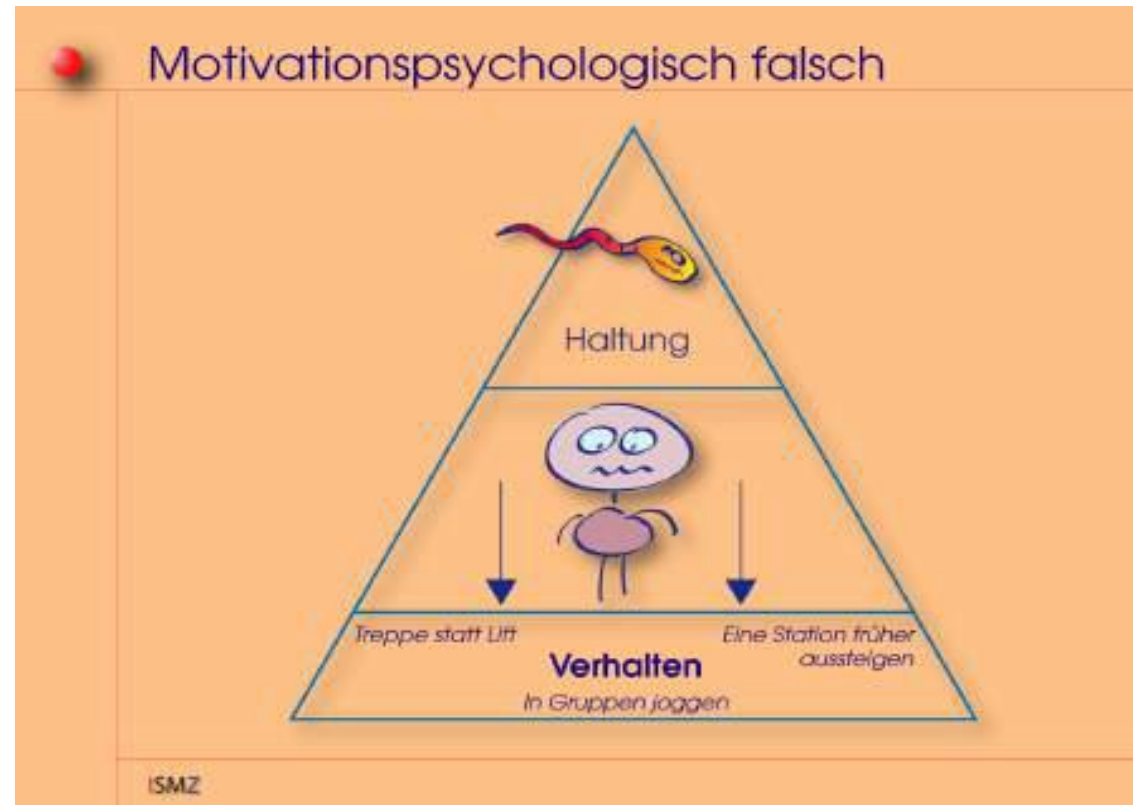 Motivationspsychologisch falsch
Haltung
Treppe statt Lift
Eine Station früher
aussteigen
Verhalten
In Gruppen joggen
ISMZ